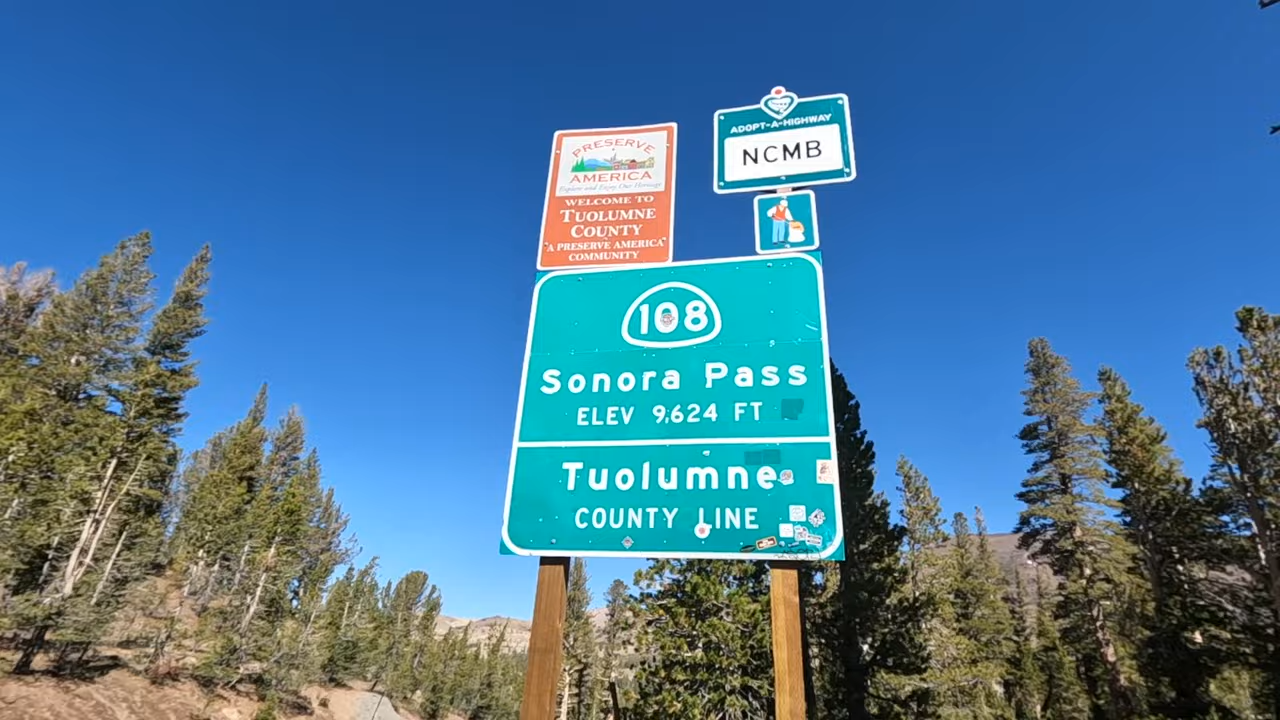 PRESERVE
AMERICA
Explore and Enjoy Our Heritage
WELCOME TO
TUOLUMNE
COUNTY
"A PRESERVE AMERICA"
COMMUNITY
ADOPT-A-HIGHWAY
NCMB
108
Sonora Pass
ELEV 9,624 FT
Tuolumne
COUNTY LINE